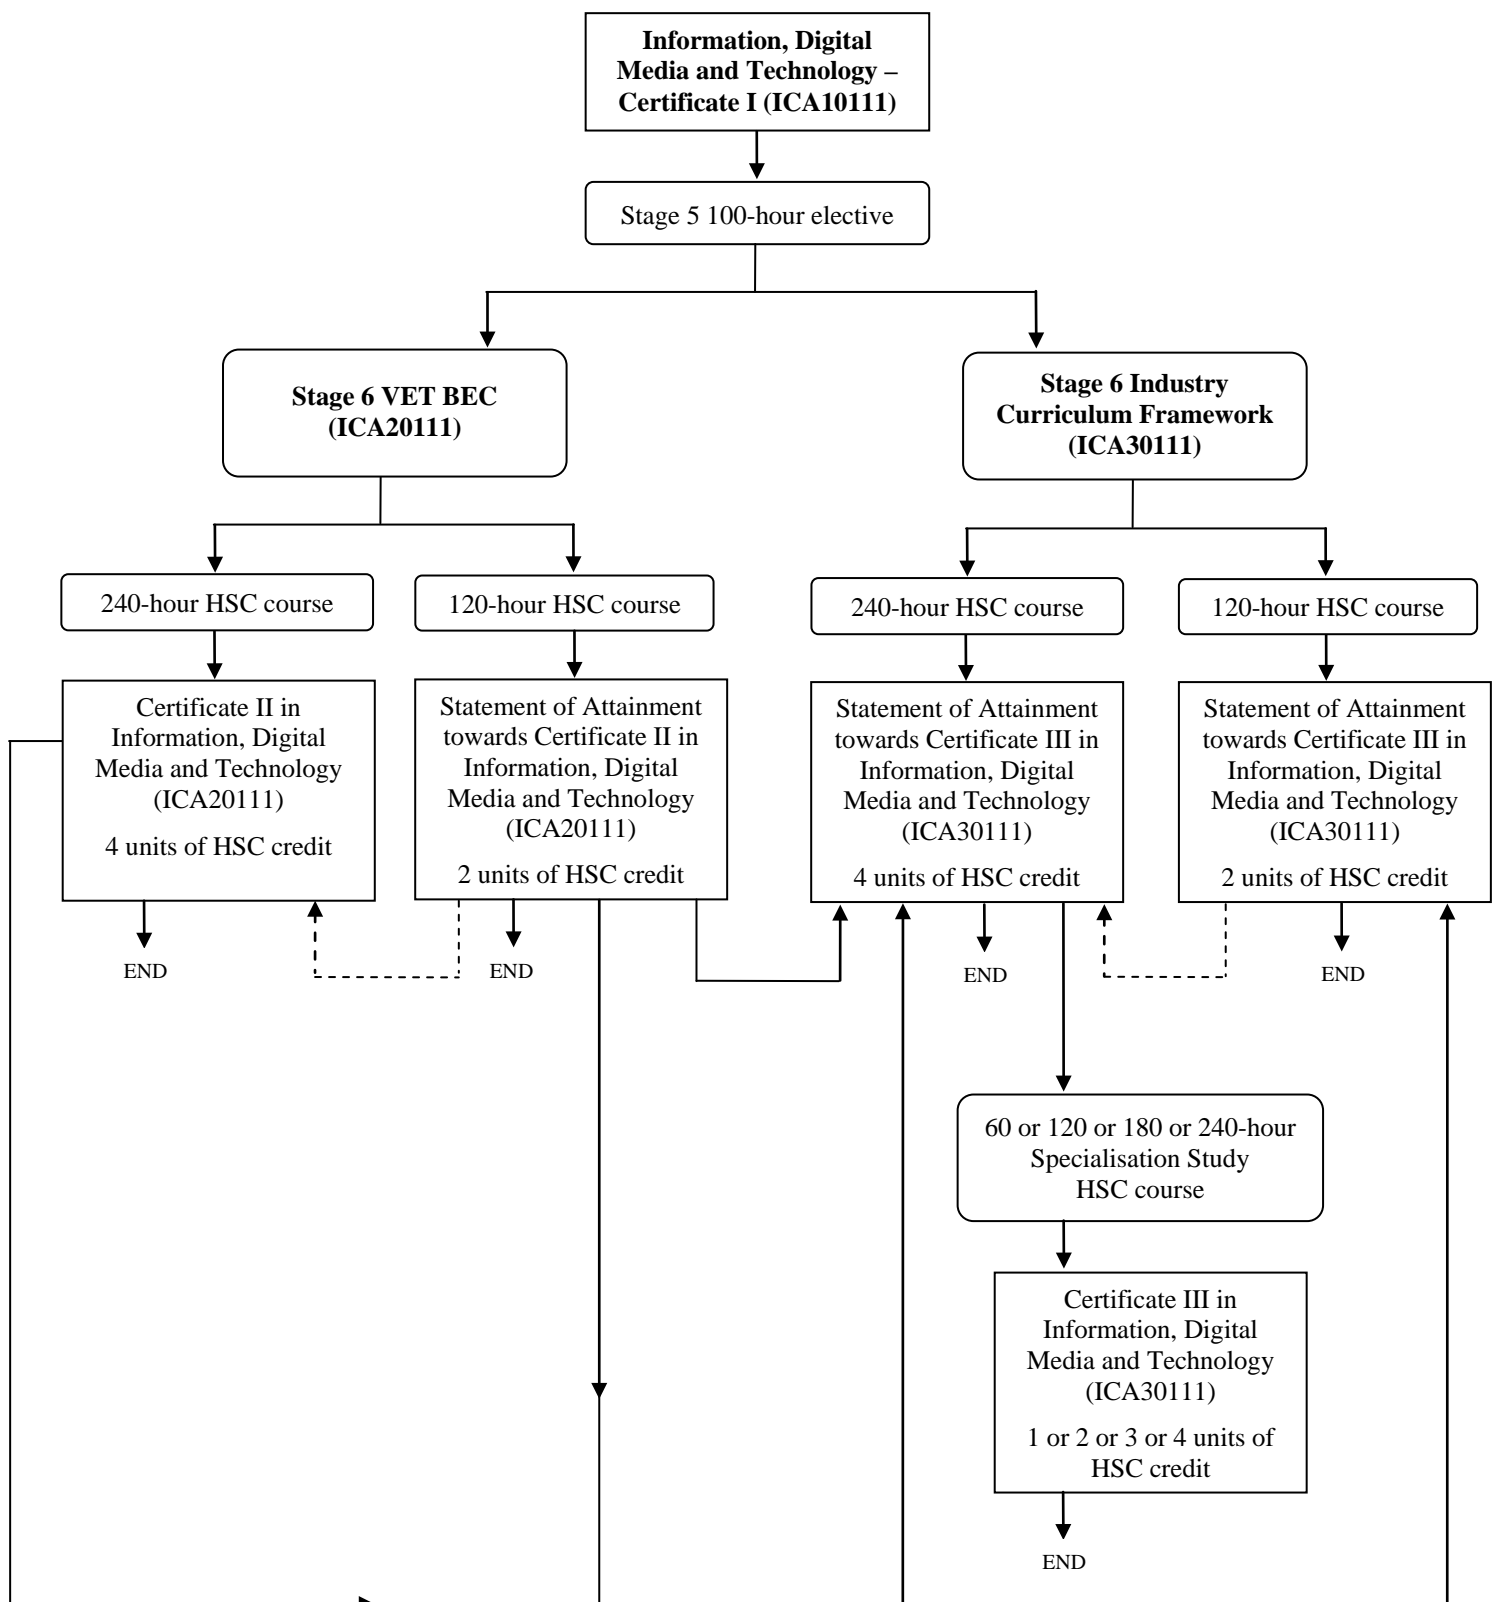 Information, Digital
Media and Technology –
Certificate I (ICA10111)
Stage 5 100-hour elective
Stage 6 VET BEC
(ICA20111)
Stage 6 Industry
Curriculum Framework
(ICA30111)
240-hour HSC course
120-hour HSC course
240-hour HSC course
120-hour HSC course
Certificate II in
Information, Digital
Media and Technology
(ICA20111)
4 units of HSC credit
Statement of Attainment
towards Certificate II in
Information, Digital
Media and Technology
(ICA20111)
2 units of HSC credit
Statement of Attainment
towards Certificate III in
Information, Digital
Media and Technology
(ICA30111)
4 units of HSC credit
Statement of Attainment
towards Certificate III in
Information, Digital
Media and Technology
(ICA30111)
2 units of HSC credit
END
END
END
END
60 or 120 or 180 or 240-hour
Specialisation Study
HSC course
Certificate III in
Information, Digital
Media and Technology
(ICA30111)
1 or 2 or 3 or 4 units of
HSC credit
END